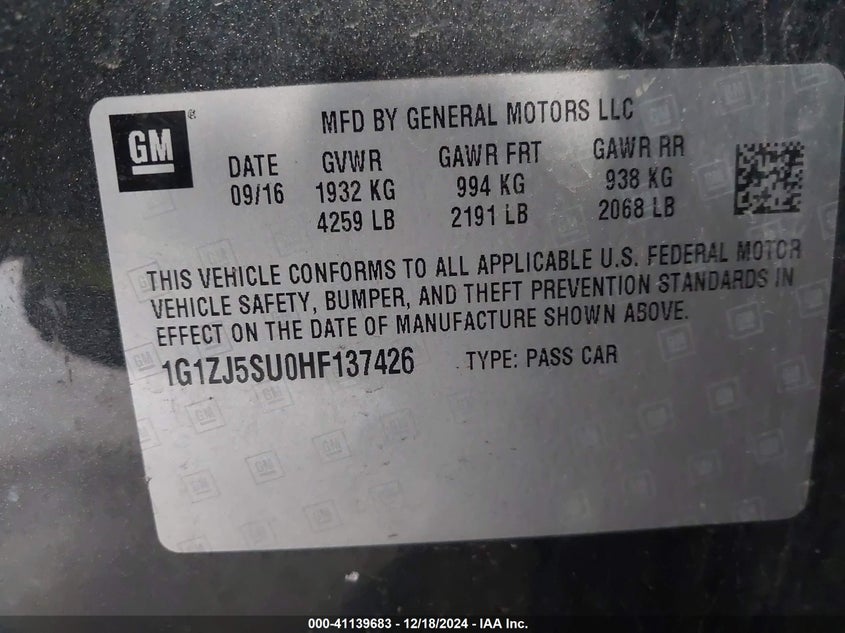 GM
®
MFD BY GENERAL MOTORS LLC
DATE GVWR GAWR FRT GAWR RR
09/16 1932 KG 994 KG 938 KG
4259 LB 2191 LB 2068 LB
THIS VEHICLE CONFORMS TO ALL APPLICABLE U.S. FEDERAL MOTOR
VEHICLE SAFETY, BUMPER, AND THEFT PREVENTION STANDARDS IN
EFFECT ON THE DATE OF MANUFACTURE SHOWN ABOVE.
1G1ZJ5SU0HF137426 TYPE: PASS CAR
000-41139683 - 12/18/2024 - IAA Inc.